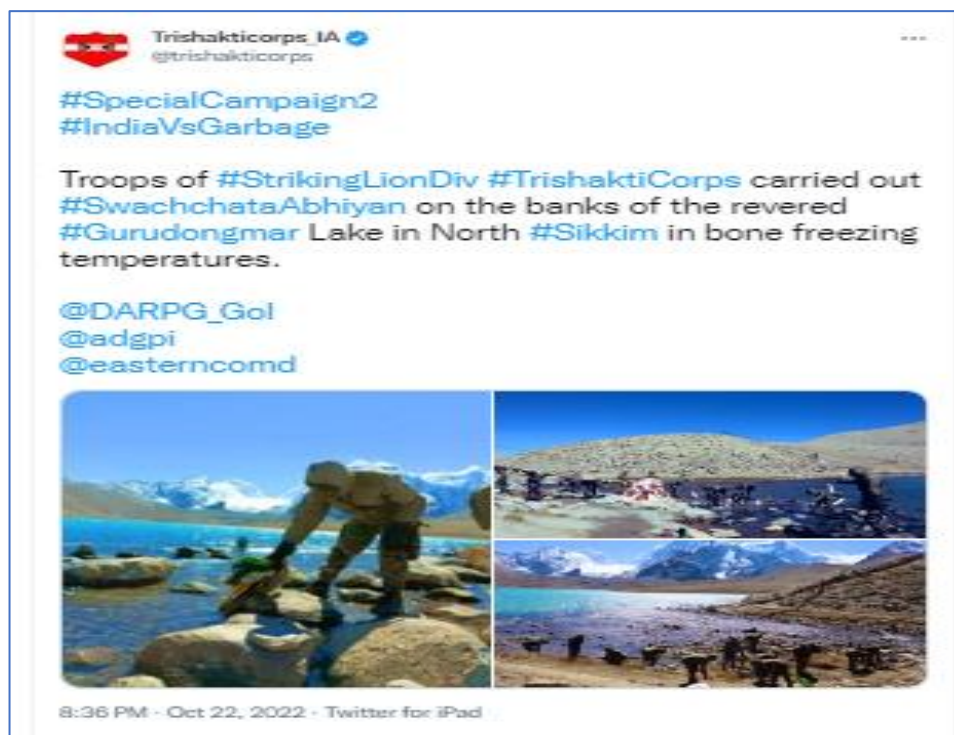 Trishakticorps_IA
@trishakticorps
#SpecialCampaign2
#IndiaVsGarbage
Troops of #StrikingLionDiv #TrishaktiCorps carried out
#SwachchataAbhiyan on the banks of the revered
#Gurudongmar Lake in North #Sikkim in bone freezing
temperatures.
@DARPG_GoI
@adgpi
@easterncomd
8:36 PM · Oct 22, 2022 · Twitter for iPad